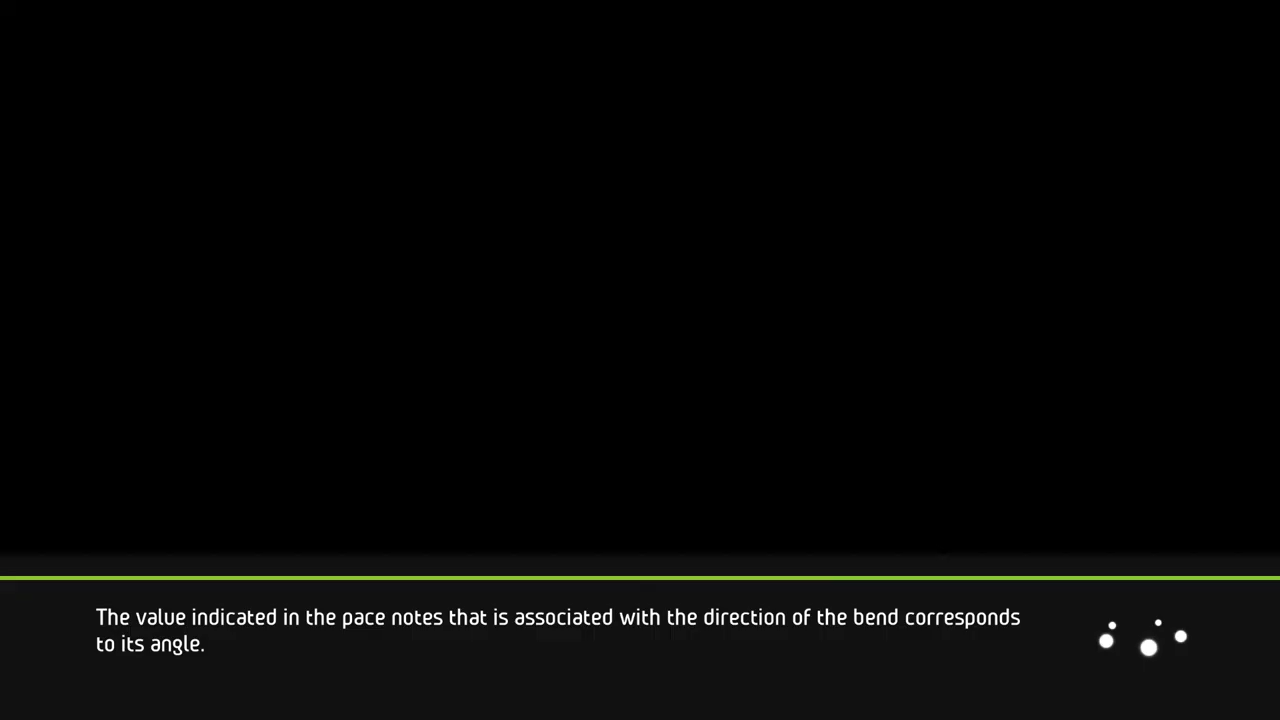 The value indicated in the pace notes that is associated with the direction of the bend corresponds
to its angle.